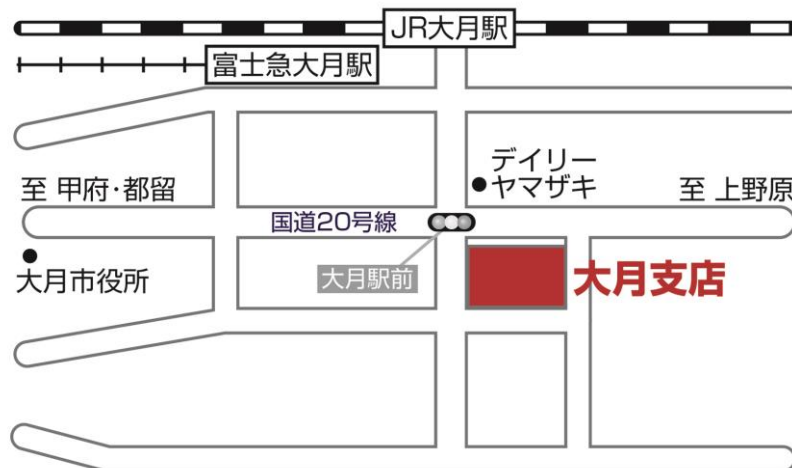 JR大月駅
富士急大月駅
デイリー
ヤマザキ
至 甲府・都留
至 上野原
国道20号線
大月市役所
大月駅前
大月支店